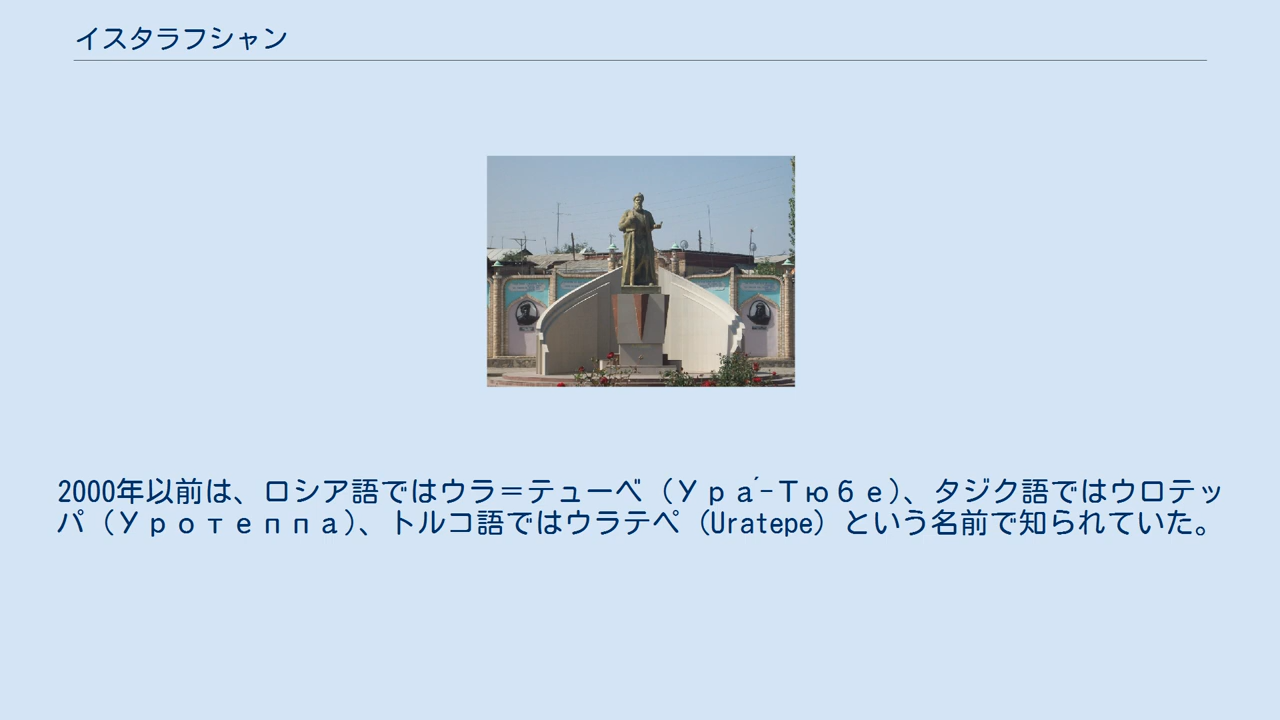 イスタラフシャン
2000年以前は、ロシア語ではウラ＝テューベ（Ура́-Тюбе)、タジク語ではウロテッ
パ（Уротеппа)、トルコ語ではウラテペ（Uratepe）という名前で知られていた。